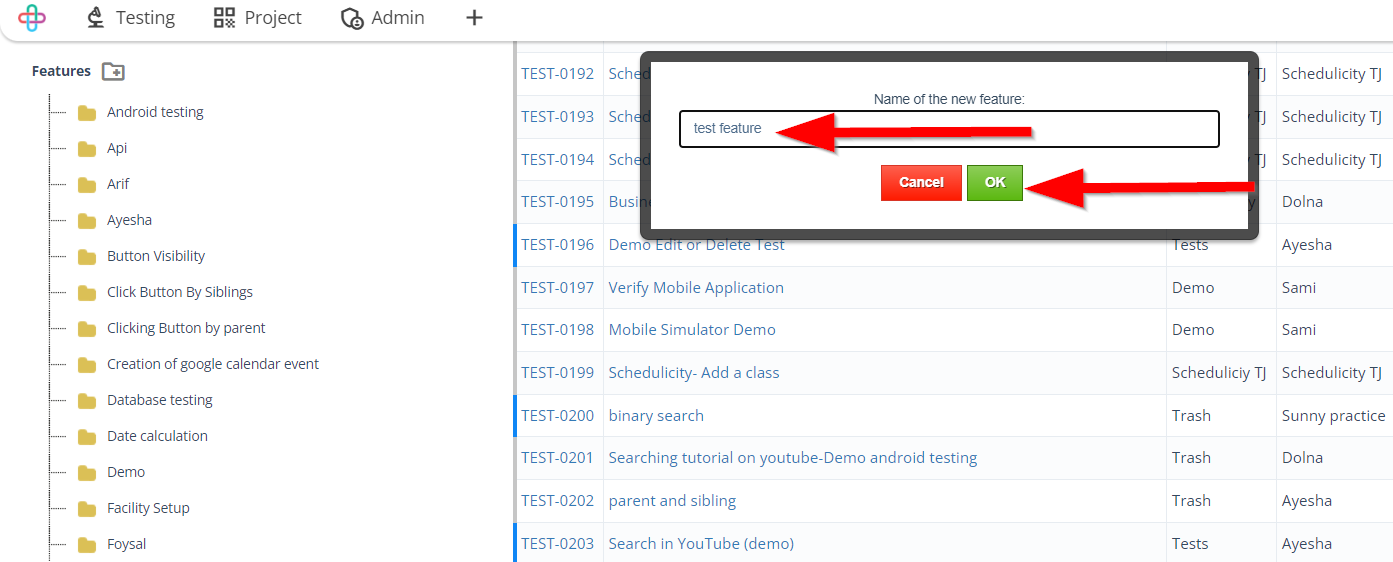 Testing Project Admin +
Features
Android testing
Api
Arif
Ayesha
Button Visibility
Click Button By Siblings
Clicking Button by parent
Creation of google calendar event
Database testing
Date calculation
Demo
Facility Setup
Foysal
Name of the new feature:
test feature
Cancel OK
TEST-0192 Sched TJ Schedulicity TJ
TEST-0193 Sched TJ Schedulicity TJ
TEST-0194 Sched TJ Schedulicity TJ
TEST-0195 Busine y Dolna
TEST-0196 Demo Edit or Delete Test Tests Ayesha
TEST-0197 Verify Mobile Application Demo Sami
TEST-0198 Mobile Simulator Demo Demo Sami
TEST-0199 Schedulicity- Add a class Scheduliciy TJ Schedulicity TJ
TEST-0200 binary search Trash Sunny practice
TEST-0201 Searching tutorial on youtube-Demo android testing Trash Dolna
TEST-0202 parent and sibling Trash Ayesha
TEST-0203 Search in YouTube (demo) Tests Ayesha